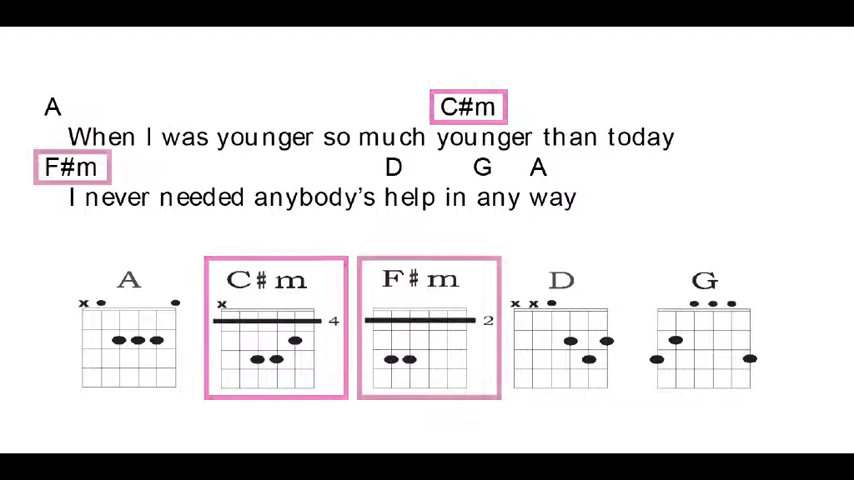 A C#m
When I was younger so much younger than today
F#m D G A
I never needed anybody's help in any way
A C#m F#m D G
x x x x
4 2